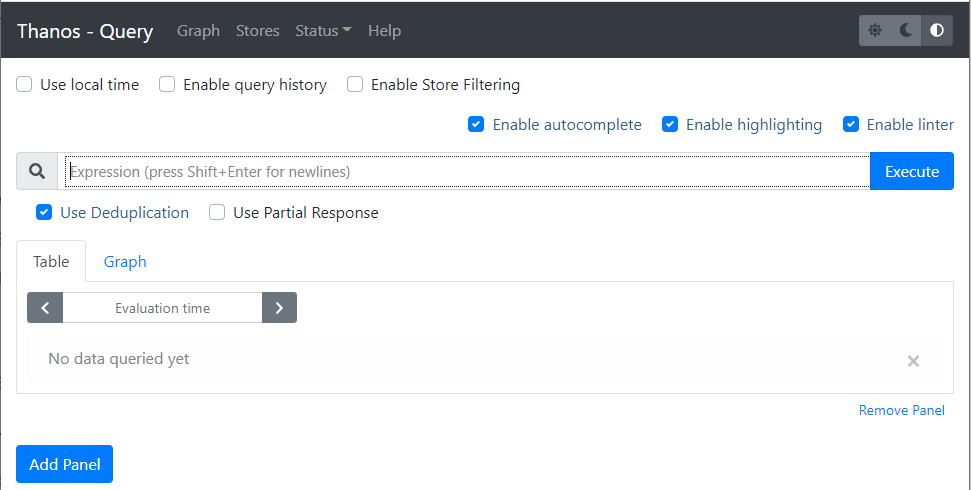 Thanos - Query Graph Stores Status Help
Use local time Enable query history Enable Store Filtering
Enable autocomplete Enable highlighting Enable linter
Expression (press Shift+Enter for newlines) Execute
Use Deduplication Use Partial Response
Table Graph
Evaluation time
No data queried yet
Remove Panel
Add Panel